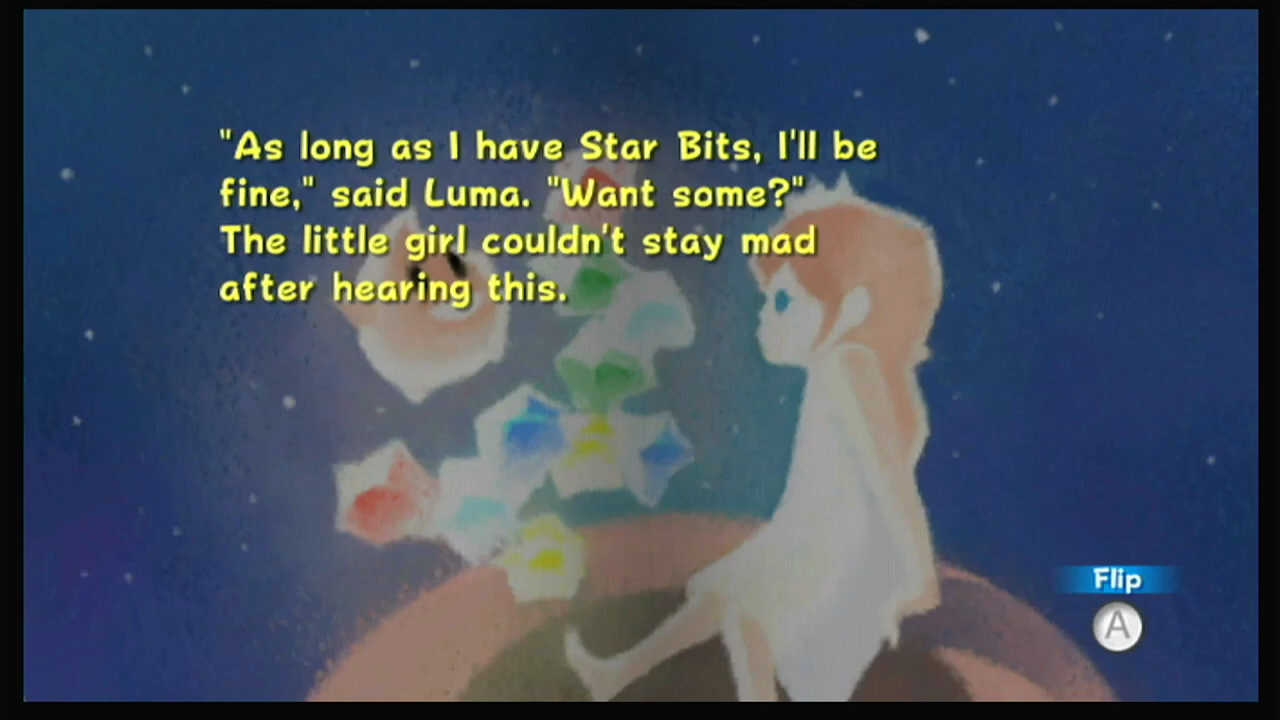 "As long as I have Star Bits, I'll be
fine," said Luma. "Want some?"
The little girl couldn't stay mad
after hearing this.
Flip
A